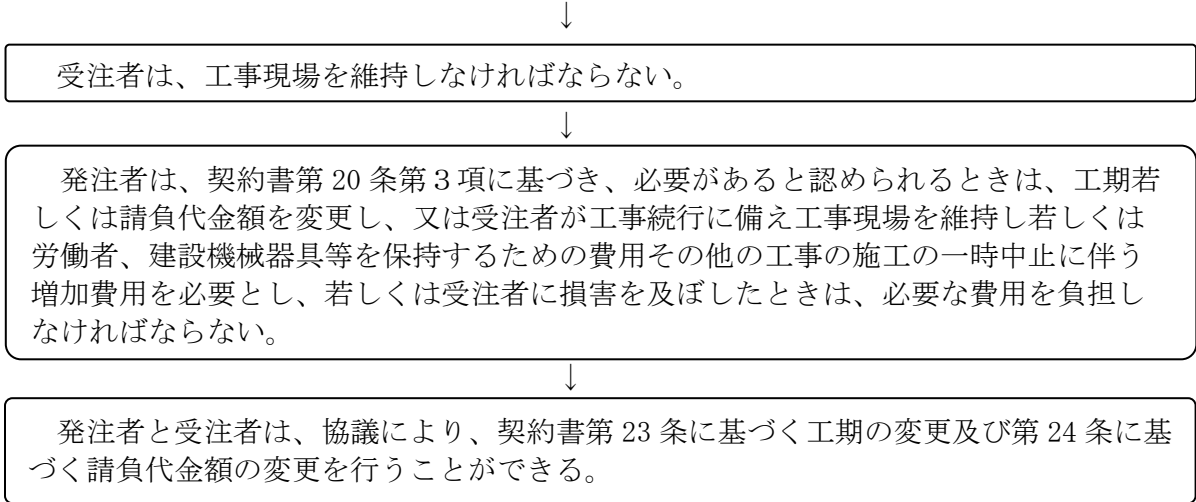 ↓
受注者は、工事現場を維持しなければならない。
↓
発注者は、契約書第 20 条第３項に基づき、必要があると認められるときは、工期若
しくは請負代金額を変更し、又は受注者が工事続行に備え工事現場を維持し若しくは
労働者、建設機械器具等を保持するための費用その他の工事の施工の一時中止に伴う
増加費用を必要とし、若しくは受注者に損害を及ぼしたときは、必要な費用を負担し
なければならない。
↓
発注者と受注者は、協議により、契約書第 23 条に基づく工期の変更及び第 24 条に基
づく請負代金額の変更を行うことができる。